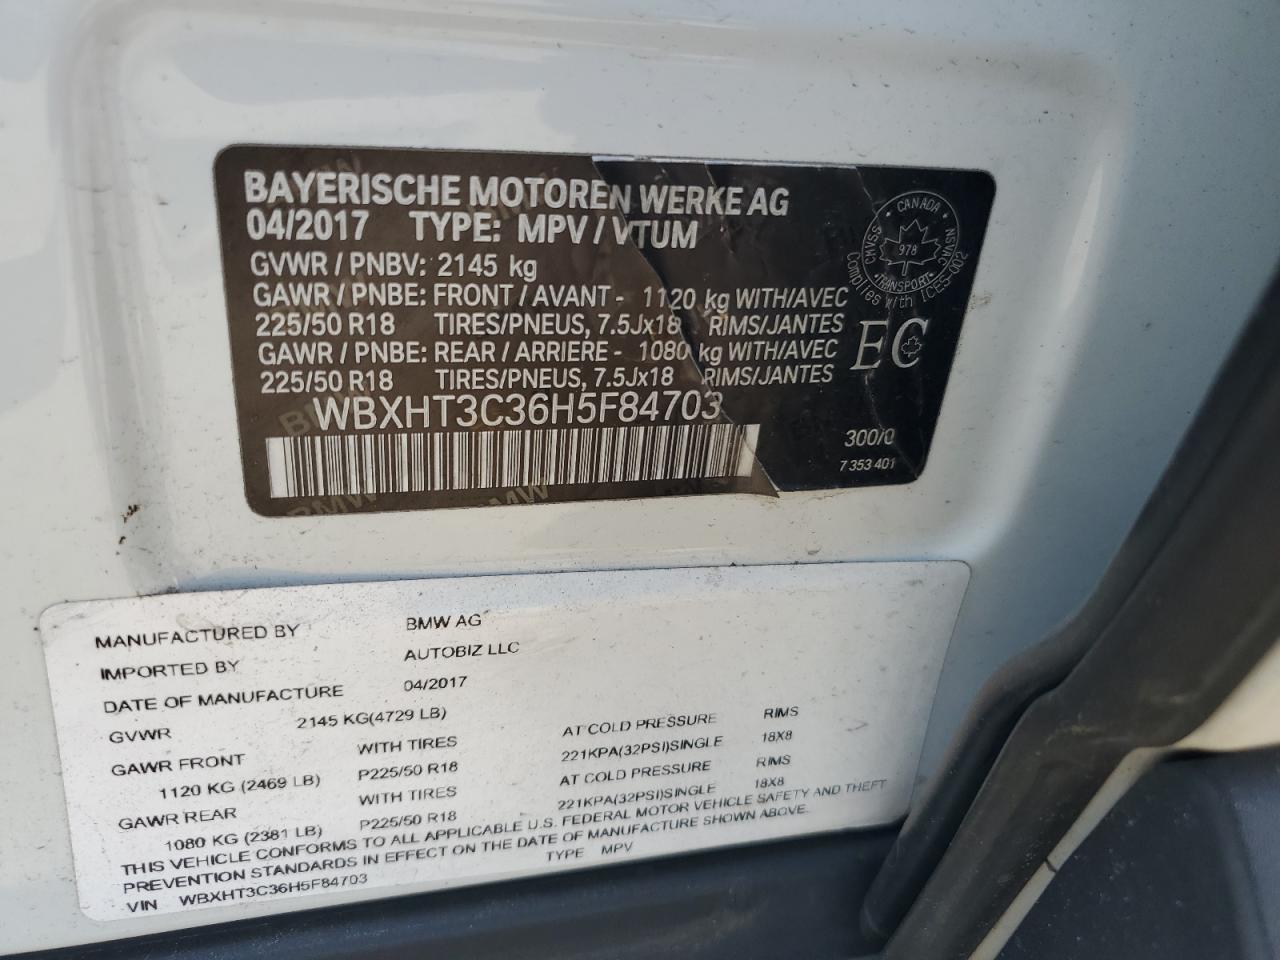 BAYERISCHE MOTOREN WERKE AG
04/2017 TYPE: MPV / VTUM
GVWR / PNBV: 2145 kg
GAWR / PNBE: FRONT / AVANT - 1120 kg WITH/AVEC
225/50 R18 TIRES/PNEUS, 7.5Jx18 RIMS/JANTES
GAWR / PNBE: REAR / ARRIERE - 1080 kg WITH/AVEC
225/50 R18 TIRES/PNEUS, 7.5Jx18 RIMS/JANTES
WBXHT3C36H5F84703
CANADA
CMVSS NSVAC
978
TRANSPORT
Complies with ICES-002
EC
300/0
7 353 401
BMW
BMW
MANUFACTURED BY BMW AG
IMPORTED BY AUTOBIZ LLC
DATE OF MANUFACTURE 04/2017
GVWR 2145 KG(4729 LB)
GAWR FRONT WITH TIRES AT COLD PRESSURE RIMS
1120 KG (2469 LB) P225/50 R18 221KPA(32PSI)SINGLE 18X8
GAWR REAR WITH TIRES AT COLD PRESSURE RIMS
1080 KG (2381 LB) P225/50 R18 221KPA(32PSI)SINGLE 18X8
THIS VEHICLE CONFORMS TO ALL APPLICABLE U.S. FEDERAL MOTOR VEHICLE SAFETY AND THEFT
PREVENTION STANDARDS IN EFFECT ON THE DATE OF MANUFACTURE SHOWN ABOVE.
VIN WBXHT3C36H5F84703 TYPE MPV